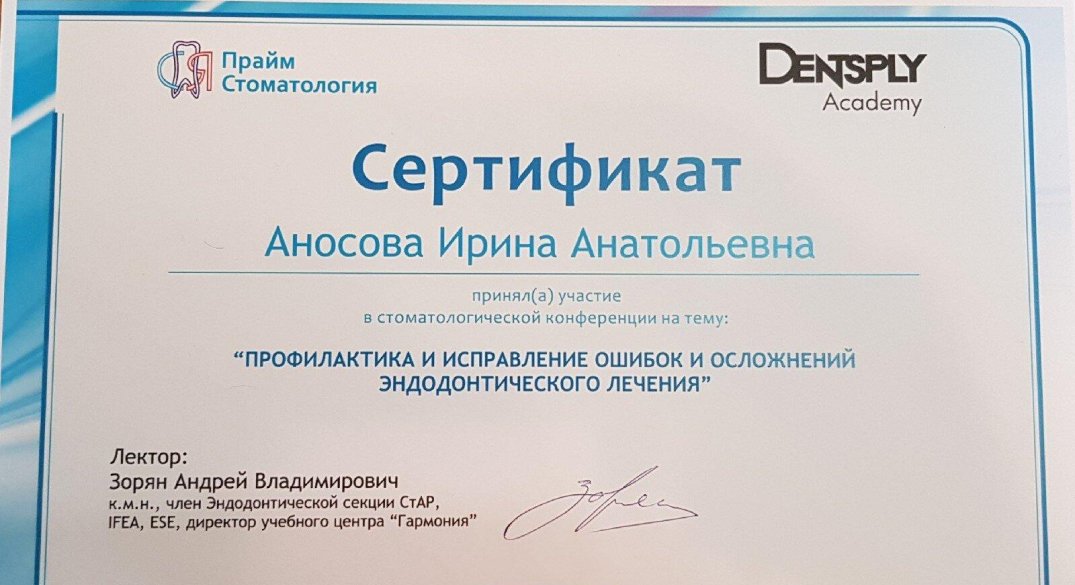 Прайм
Стоматология
DENTSPLY
Academy
Сертификат
Аносова Ирина Анатольевна
принял(а) участие
в стоматологической конференции на тему:
“ПРОФИЛАКТИКА И ИСПРАВЛЕНИЕ ОШИБОК И ОСЛОЖНЕНИЙ
ЭНДОДОНТИЧЕСКОГО ЛЕЧЕНИЯ”
Лектор:
Зорян Андрей Владимирович
к.м.н., член Эндодонтической секции СтАР,
IFEA, ESE, директор учебного центра “Гармония”